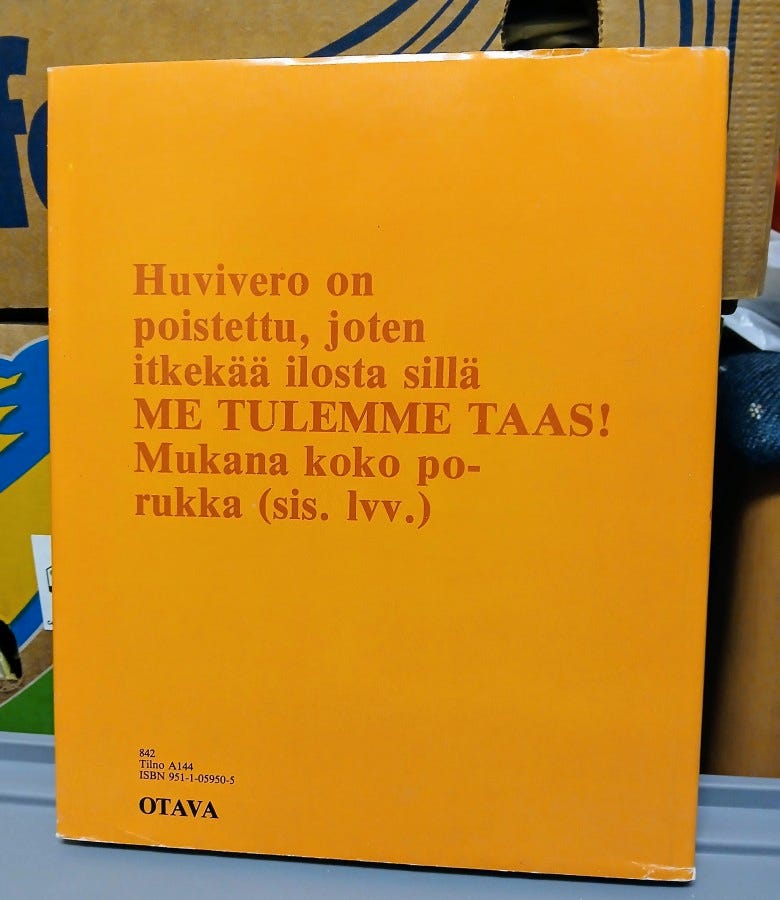 Huvivero on
poistettu, joten
itkekää ilosta sillä
ME TULEMME TAAS!
Mukana koko po-
rukka (sis. lvv.)
842
Tilno A144
ISBN 951-1-05950-5
OTAVA